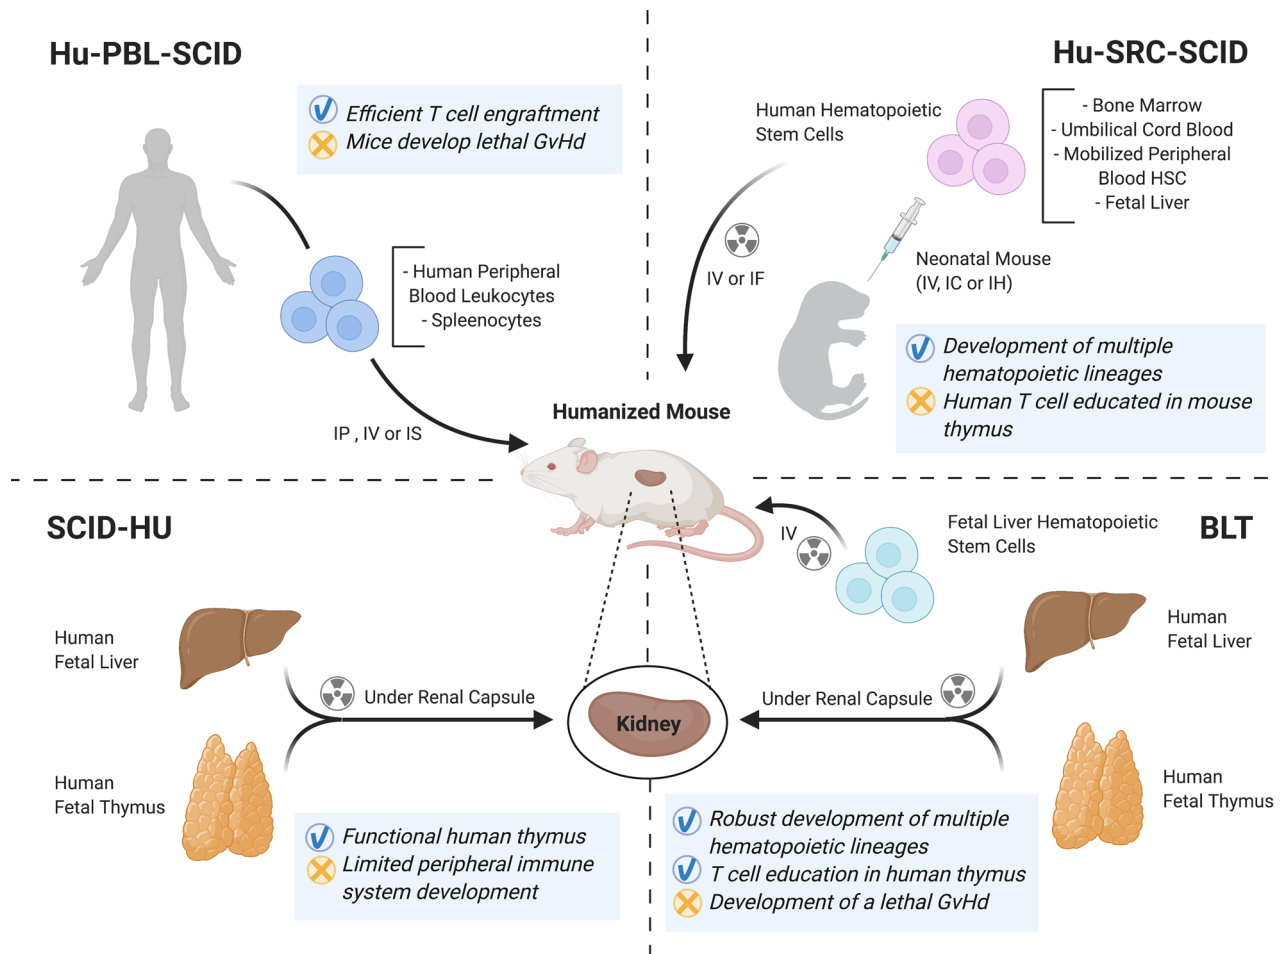 Hu-PBL-SCID
Efficient T cell engraftment
Mice develop lethal GvHd
- Human Peripheral
Blood Leukocytes
- Spleenocytes
IP , IV or IS
Hu-SRC-SCID
Human Hematopoietic
Stem Cells
- Bone Marrow
- Umbilical Cord Blood
- Mobilized Peripheral
Blood HSC
- Fetal Liver
IV or IF
Neonatal Mouse
(IV, IC or IH)
Development of multiple
hematopoietic lineages
Human T cell educated in mouse
thymus
Humanized Mouse
SCID-HU
Human
Fetal Liver
Under Renal Capsule
Human
Fetal Thymus
Functional human thymus
Limited peripheral immune
system development
Kidney
BLT
IV
Fetal Liver Hematopoietic
Stem Cells
Human
Fetal Liver
Under Renal Capsule
Human
Fetal Thymus
Robust development of multiple
hematopoietic lineages
T cell education in human thymus
Development of a lethal GvHd